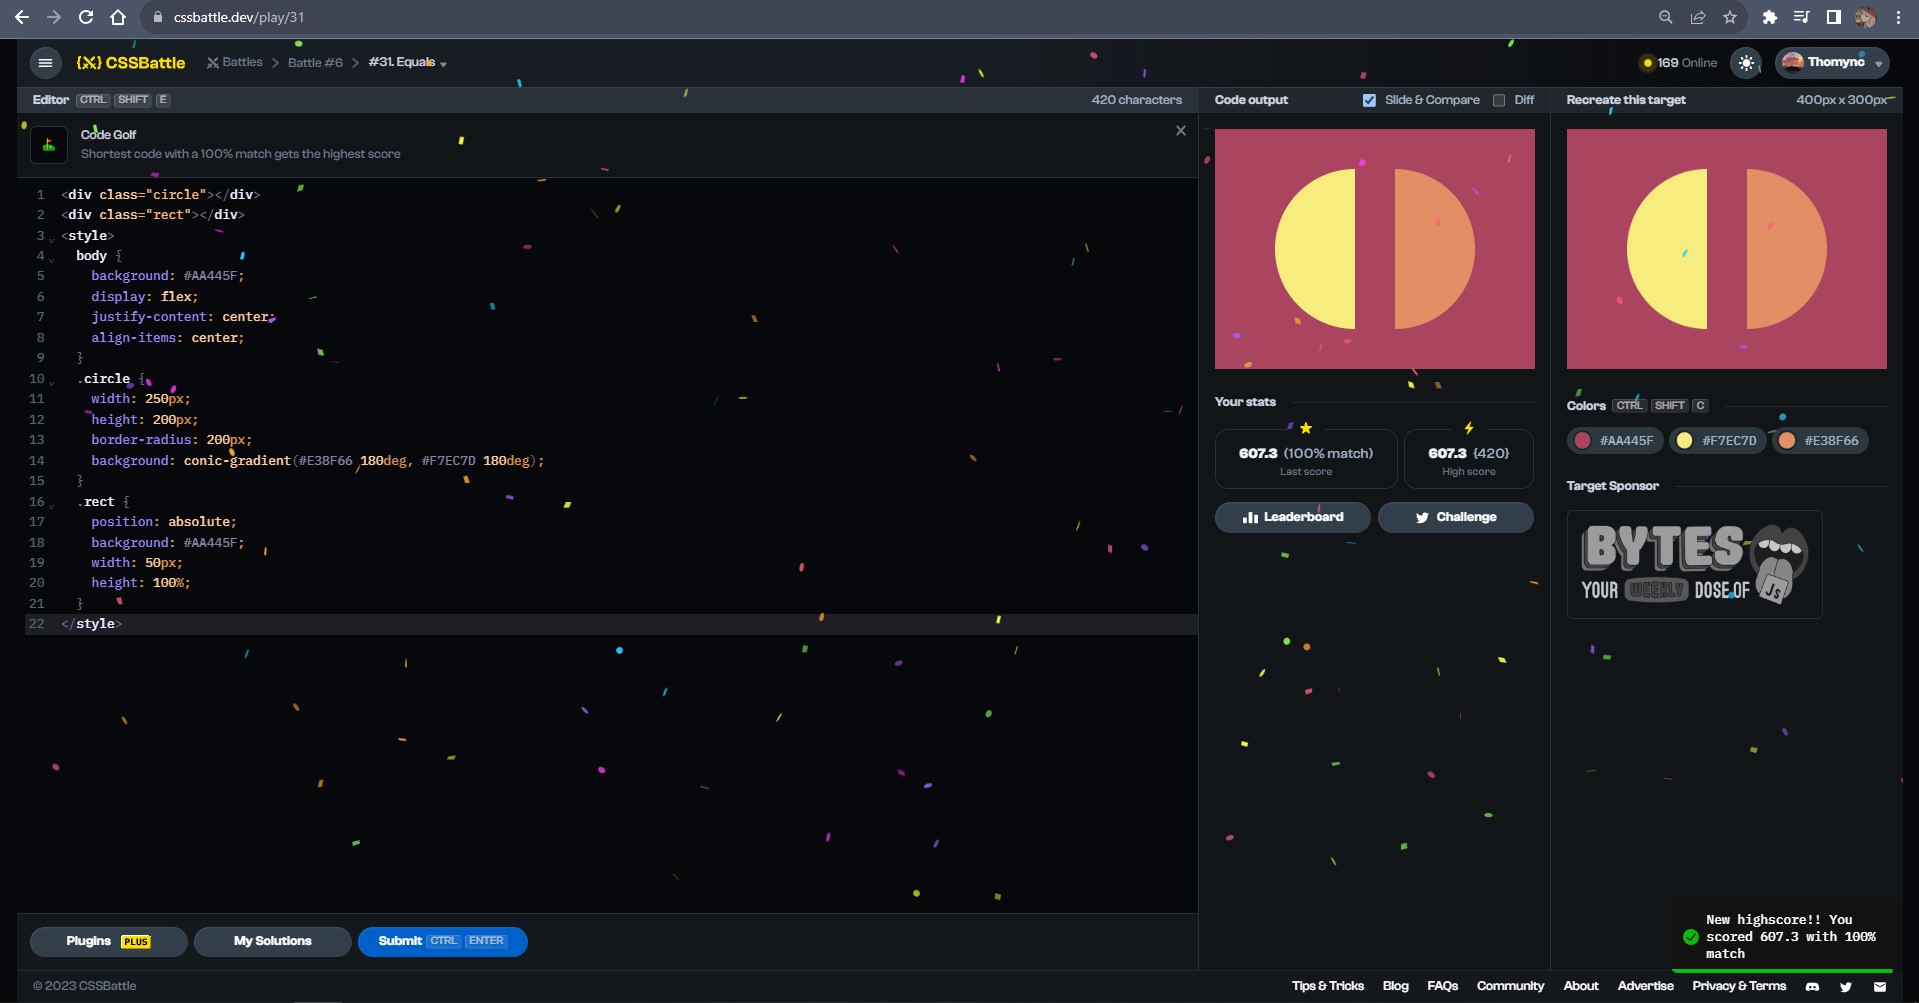 cssbattle.dev/play/31
CSSBattle
Battles
Battle #6
#31. Equals
169 Online
Thomync
Editor CTRL SHIFT E
420 characters
Code Golf
Shortest code with a 100% match gets the highest score
1 <div class="circle"></div>
2 <div class="rect"></div>
3 <style>
4 body {
5 background: #AA445F;
6 display: flex;
7 justify-content: center;
8 align-items: center;
9 }
10 .circle {
11 width: 250px;
12 height: 200px;
13 border-radius: 200px;
14 background: conic-gradient(#E38F66 180deg, #F7EC7D 180deg);
15 }
16 .rect {
17 position: absolute;
18 background: #AA445F;
19 width: 50px;
20 height: 100%;
21 }
22 </style>
Plugins PLUS
My Solutions
Submit CTRL ENTER
Code output
Slide & Compare
Diff
Your stats
607.3 (100% match)
Last score
607.3 {420}
High score
Leaderboard
Challenge
Recreate this target
400px x 300px
Colors CTRL SHIFT C
#AA445F
#F7EC7D
#E38F66
Target Sponsor
BYTES
YOUR WEEKLY DOSE OF JS
New highscore!! You
scored 607.3 with 100%
match
© 2023 CSSBattle
Tips & Tricks
Blog
FAQs
Community
About
Advertise
Privacy & Terms